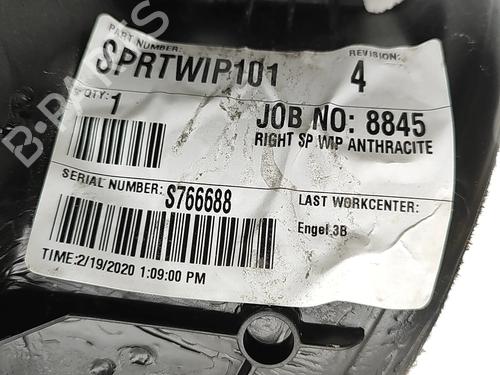 PART NUMBER:
SPRTWIP101
REVISION:
4
QTY:
1
JOB NO: 8845
RIGHT SP WIP ANTHRACITE
SERIAL NUMBER:
S766688
LAST WORKCENTER:
Engel 3B
TIME:2/19/2020 1:09:00 PM
B-PARTS